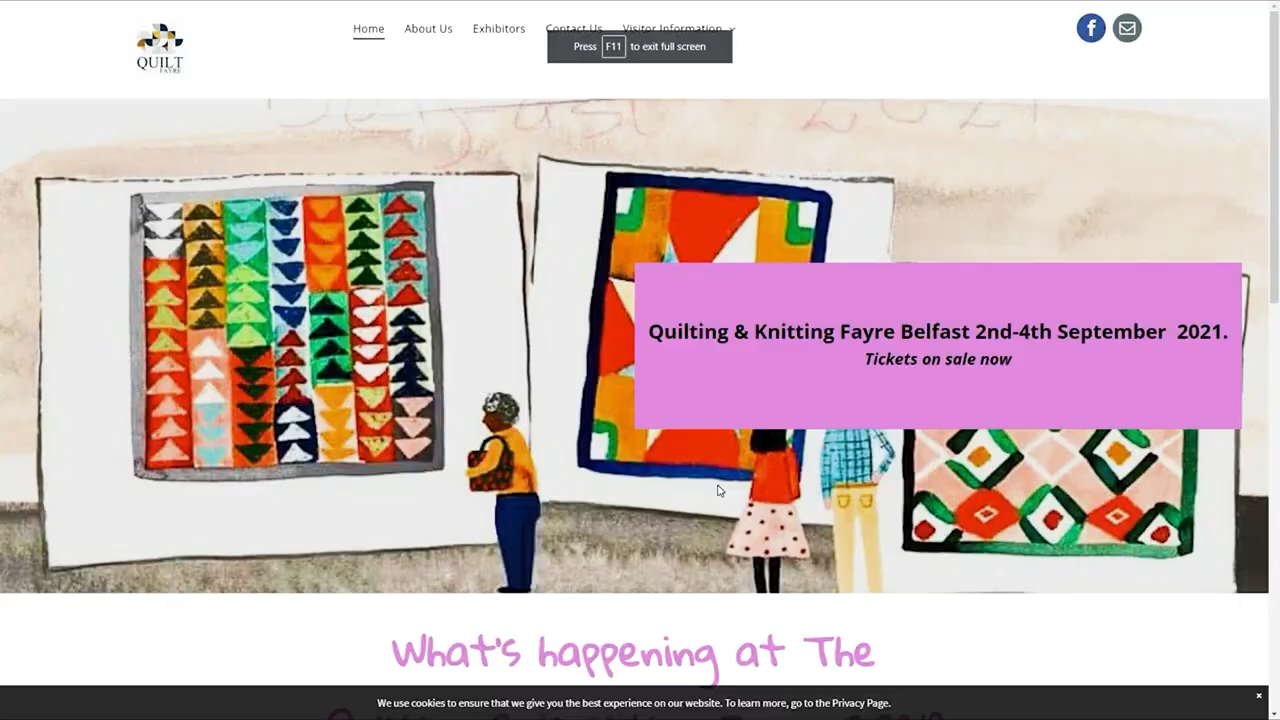 Home About Us Exhibitors Contact Us Visitor Information
Press F11 to exit full screen
QUILT
FAYRE
Belfast 2021
Quilting & Knitting Fayre Belfast 2nd-4th September 2021.
Tickets on sale now
What's happening at The
We use cookies to ensure that we give you the best experience on our website. To learn more, go to the Privacy Page.